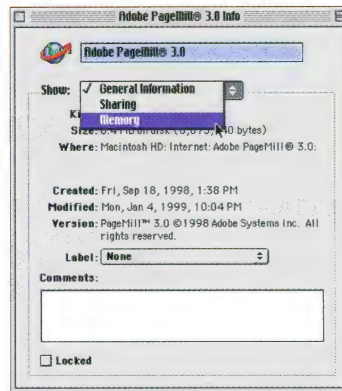 Adobe PageMill® 3.0 Info
Adobe PageMill® 3.0
Show: ✓ General Information
Sharing
Memory
Where: Macintosh HD: Internet: Adobe PageMill® 3.0:
Created: Fri, Sep 18, 1998, 1:38 PM
Modified: Mon, Jan 4, 1999, 10:04 PM
Version: PageMill™ 3.0 ©1998 Adobe Systems Inc. All
rights reserved.
Label: None
Comments:
Locked